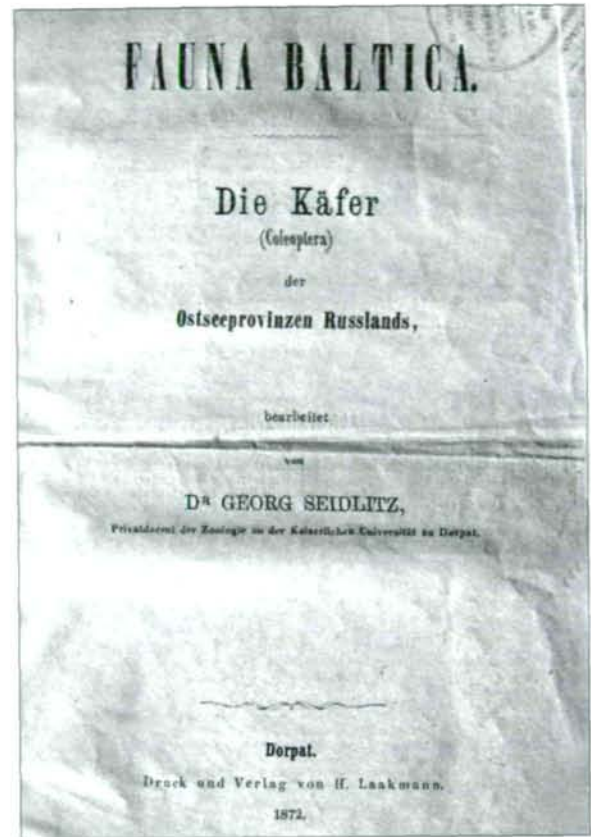 FAUNA BALTICA.
Die Käfer
(Coleoptera)
der
Ostseeprovinzen Russlands,
bearbeitet
von
DR GEORG SEIDLITZ,
Privatdocent der Zoologie an der Kaiserlichen Universität zu Dorpat.
Dorpat.
Druck und Verlag von H. Laakmann.
1872.